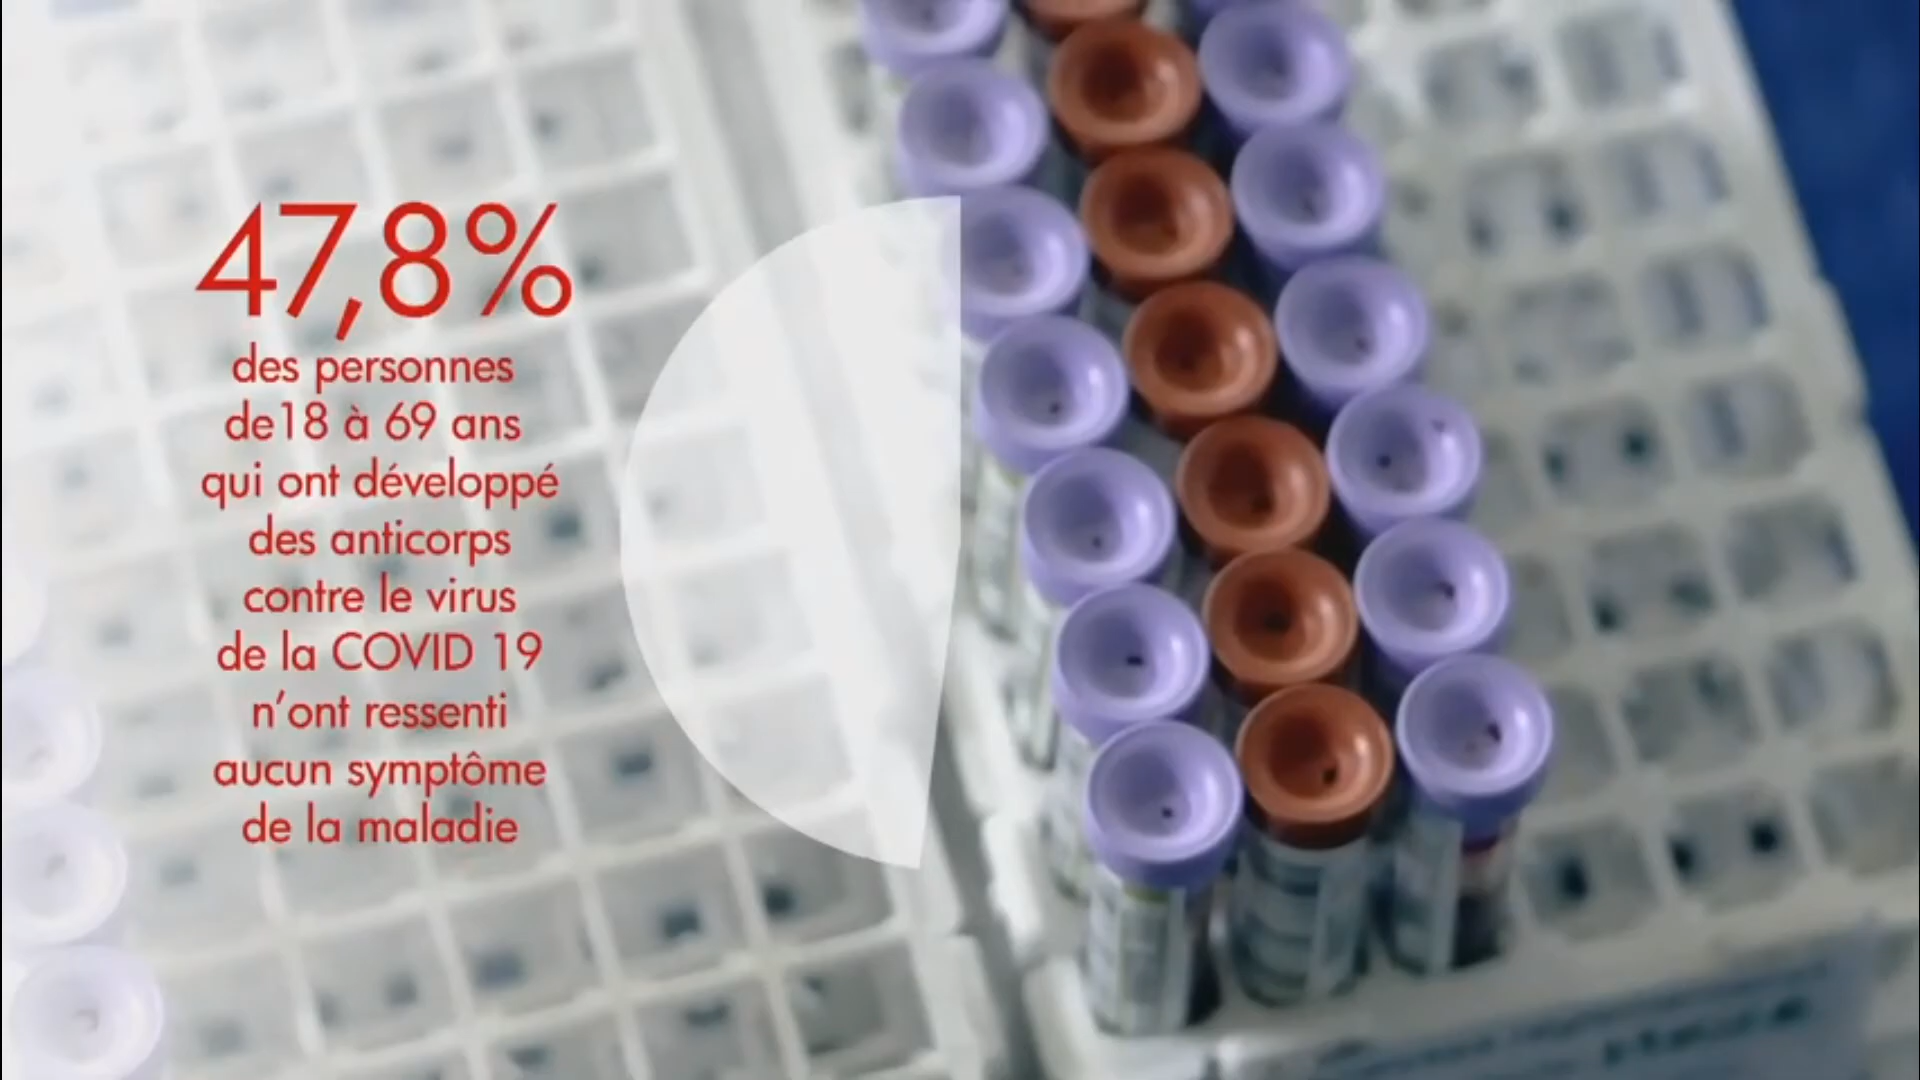 47,8%
des personnes
de18 à 69 ans
qui ont développé
des anticorps
contre le virus
de la COVID 19
n’ont ressenti
aucun symptôme
de la maladie